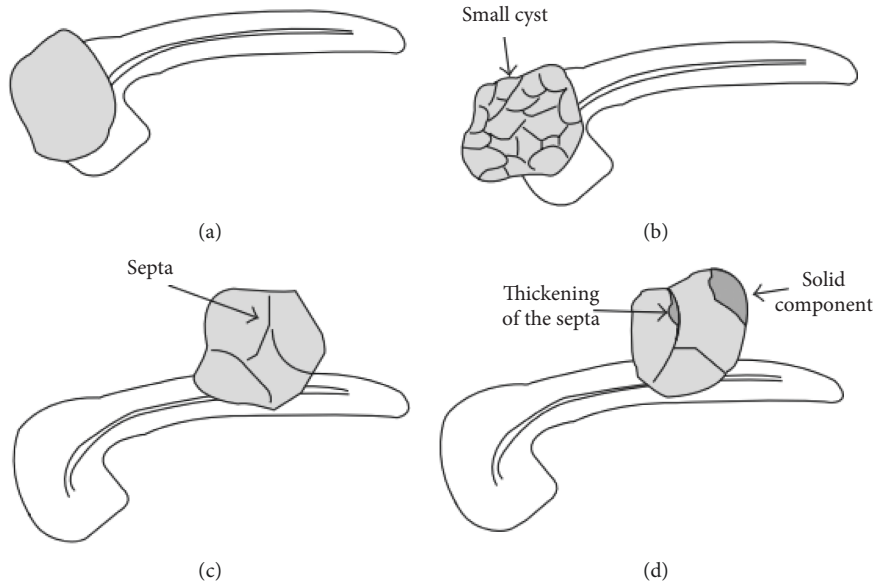 Small cyst
(a)
(b)
Septa
Thickening
of the septa
Solid
component
(c)
(d)